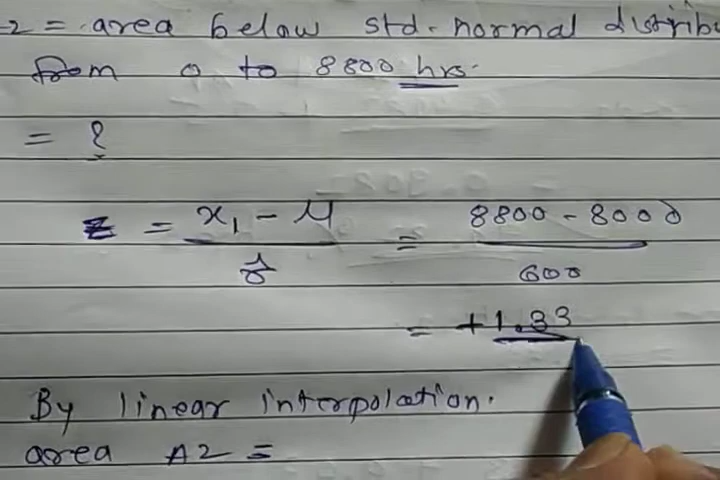 2 = area below std. normal distribu
from 0 to 8800 hrs.
= ?
z = x₁ - μ / σ̂ = 8800 - 8000 / 600
= +1.33
By linear interpolation.
area A2 =